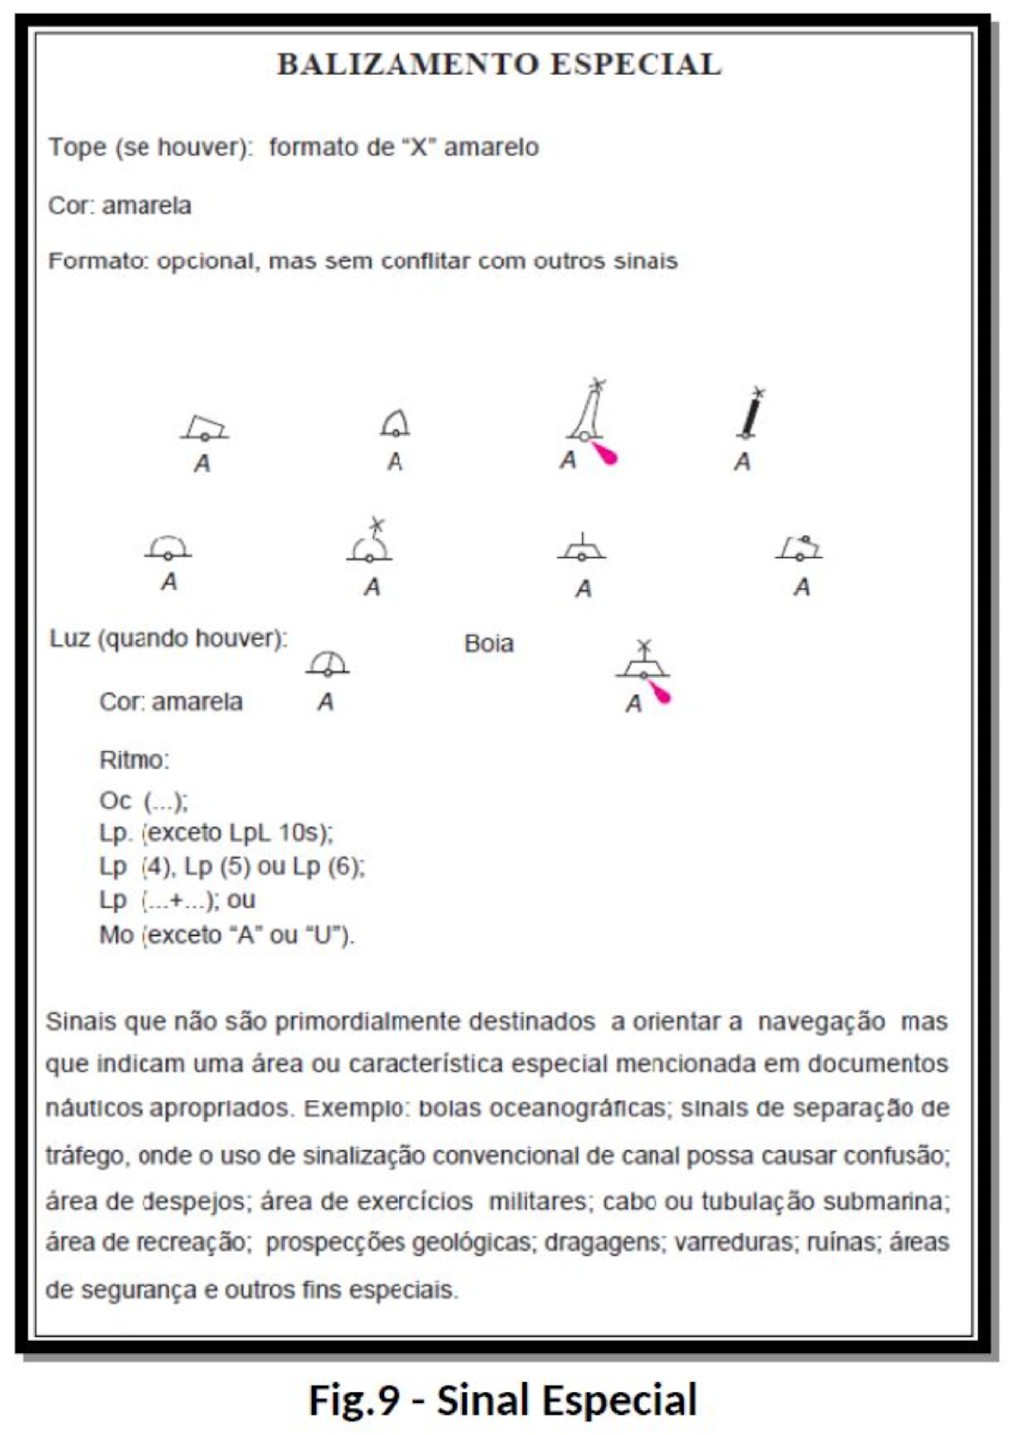 BALIZAMENTO ESPECIAL
Tope (se houver): formato de “X” amarelo
Cor: amarela
Formato: opcional, mas sem conflitar com outros sinais
A A A A
A A A A
Luz (quando houver): Boia
Cor: amarela A A
Ritmo:
Oc (...);
Lp. (exceto LpL 10s);
Lp (4), Lp (5) ou Lp (6);
Lp (...+...); ou
Mo (exceto “A” ou “U”).
Sinais que não são primordialmente destinados a orientar a navegação mas
que indicam uma área ou característica especial mencionada em documentos
náuticos apropriados. Exemplo: boias oceanográficas; sinais de separação de
tráfego, onde o uso de sinalização convencional de canal possa causar confusão;
área de despejos; área de exercícios militares; cabo ou tubulação submarina;
área de recreação; prospecções geológicas; dragagens; varreduras; ruínas; áreas
de segurança e outros fins especiais.
Fig.9 - Sinal Especial